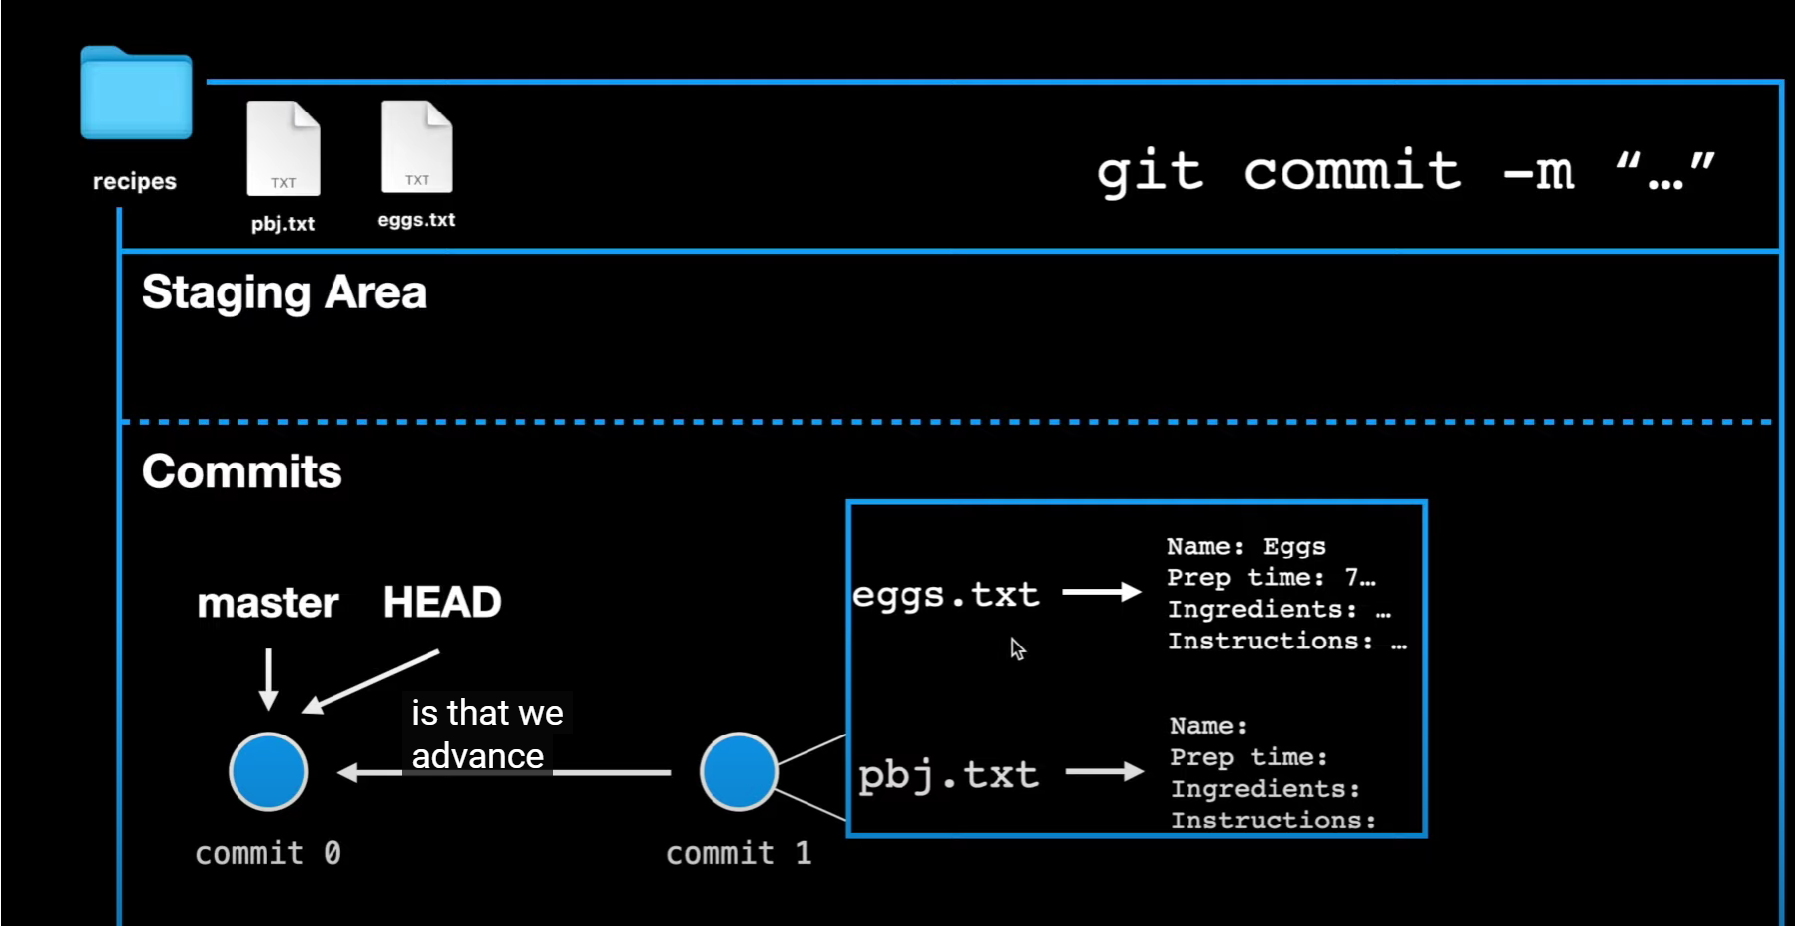 recipes
TXT
pbj.txt
TXT
eggs.txt
git commit -m “…”
Staging Area
Commits
master
HEAD
is that we
advance
commit 0
commit 1
eggs.txt
Name: Eggs
Prep time: 7…
Ingredients: …
Instructions: …
pbj.txt
Name:
Prep time:
Ingredients:
Instructions: